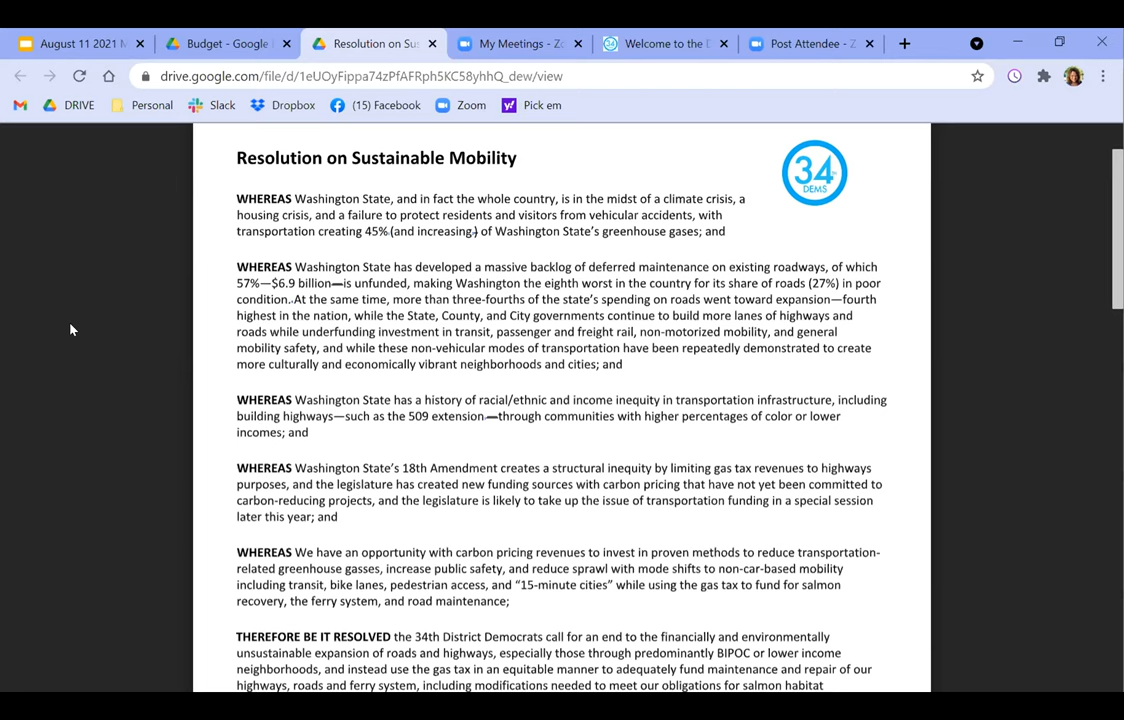 August 11 2021 M
Budget - Google
Resolution on Sus
My Meetings - Zo
Welcome to the D
Post Attendee - Z
drive.google.com/file/d/1eUOyFippa74zPfAFRph5KC58yhhQ_dew/view
DRIVE
Personal
Slack
Dropbox
(15) Facebook
Zoom
Pick em
Resolution on Sustainable Mobility
34TH
DEMS
WHEREAS Washington State, and in fact the whole country, is in the midst of a climate crisis, a
housing crisis, and a failure to protect residents and visitors from vehicular accidents, with
transportation creating 45% (and increasing) of Washington State's greenhouse gases; and
WHEREAS Washington State has developed a massive backlog of deferred maintenance on existing roadways, of which
57%—$6.9 billion—is unfunded, making Washington the eighth worst in the country for its share of roads (27%) in poor
condition. At the same time, more than three-fourths of the state's spending on roads went toward expansion—fourth
highest in the nation, while the State, County, and City governments continue to build more lanes of highways and
roads while underfunding investment in transit, passenger and freight rail, non-motorized mobility, and general
mobility safety, and while these non-vehicular modes of transportation have been repeatedly demonstrated to create
more culturally and economically vibrant neighborhoods and cities; and
WHEREAS Washington State has a history of racial/ethnic and income inequity in transportation infrastructure, including
building highways—such as the 509 extension —through communities with higher percentages of color or lower
incomes; and
WHEREAS Washington State's 18th Amendment creates a structural inequity by limiting gas tax revenues to highways
purposes, and the legislature has created new funding sources with carbon pricing that have not yet been committed to
carbon-reducing projects, and the legislature is likely to take up the issue of transportation funding in a special session
later this year; and
WHEREAS We have an opportunity with carbon pricing revenues to invest in proven methods to reduce transportation-
related greenhouse gasses, increase public safety, and reduce sprawl with mode shifts to non-car-based mobility
including transit, bike lanes, pedestrian access, and “15-minute cities” while using the gas tax to fund for salmon
recovery, the ferry system, and road maintenance;
THEREFORE BE IT RESOLVED the 34th District Democrats call for an end to the financially and environmentally
unsustainable expansion of roads and highways, especially those through predominantly BIPOC or lower income
neighborhoods, and instead use the gas tax in an equitable manner to adequately fund maintenance and repair of our
highways, roads and ferry system, including modifications needed to meet our obligations for salmon habitat